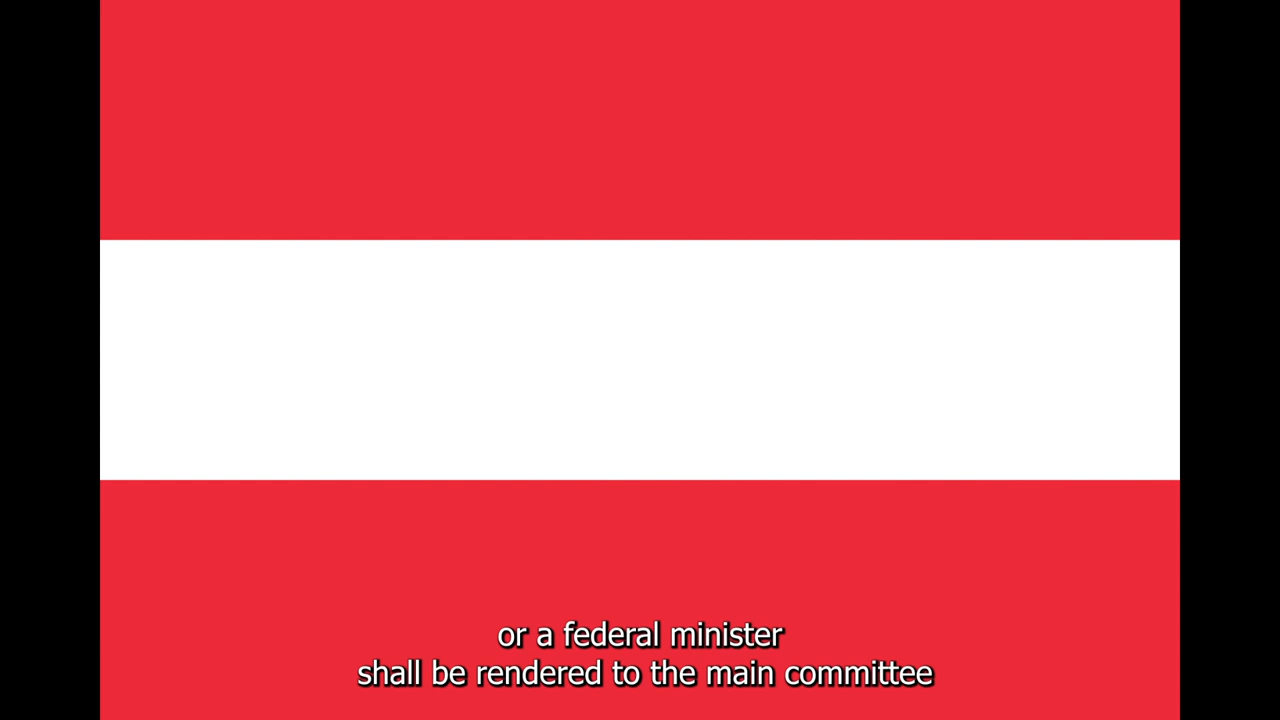 or a federal minister
shall be rendered to the main committee